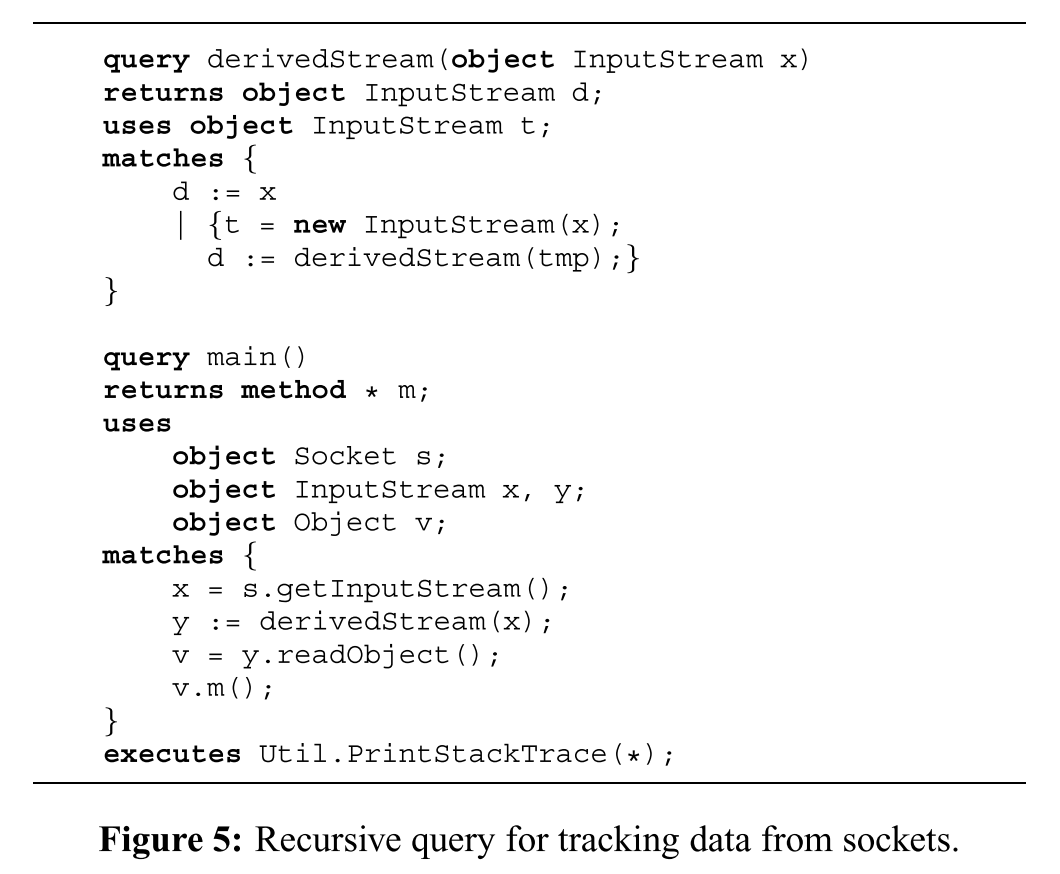 query derivedStream(object InputStream x)
returns object InputStream d;
uses object InputStream t;
matches {
    d := x
    | {t = new InputStream(x);
      d := derivedStream(tmp);}
}

query main()
returns method * m;
uses
    object Socket s;
    object InputStream x, y;
    object Object v;
matches {
    x = s.getInputStream();
    y := derivedStream(x);
    v = y.readObject();
    v.m();
}
executes Util.PrintStackTrace(*);
Figure 5: Recursive query for tracking data from sockets.